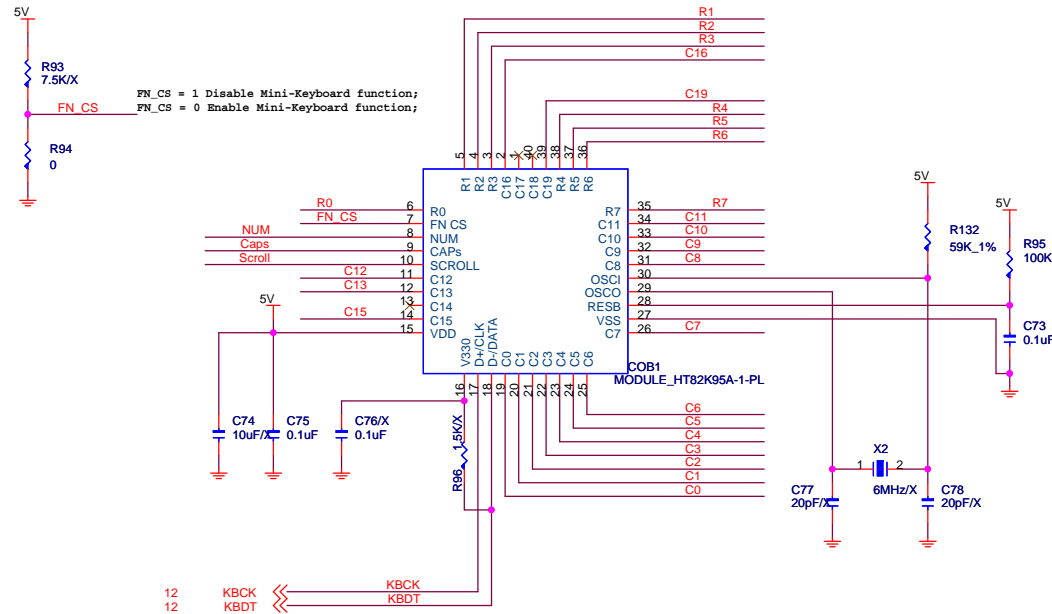 5V
R93
7.5K/X
FN_CS = 1 Disable Mini-Keyboard function;
FN_CS = 0 Enable Mini-Keyboard function;
FN_CS
R94
0
R1
R2
R3
C16
C19
R4
R5
R6
5 4 3 2 1 40 39 38 37 36
R1 R2 R3 C16 C17 C18 C19 R4 R5 R6
R0 6 R0
FN_CS 7 FN CS
NUM 8 NUM
Caps 9 CAPs
Scroll 10 SCROLL
C12 11 C12
C13 12 C13
13 C14
C15 14 C15
15 VDD
5V
R7 35 R7
C11 34 C11
C10 33 C10
C9 32 C9
C8 31 C8
OSCI 30
OSCO 29
RESB 28
VSS 27
C7 26 C7
V330 D+/CLK D-/DATA C0 C1 C2 C3 C4 C5 C6
16 17 18 19 20 21 22 23 24 25
COB1
MODULE_HT82K95A-1-PL
5V
R132
59K_1%
5V
R95
100K
C73
0.1uF
C74
10uF/X
C75
0.1uF
C76/X
0.1uF
R96 1.5K/X
C6
C5
C4
C3
C2
C1
C0
X2
1 2
6MHz/X
C77
20pF/X
C78
20pF/X
12 KBCK KBCK
12 KBDT KBDT